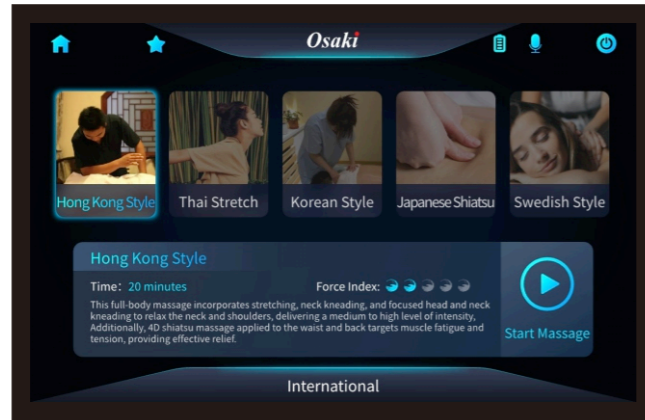 Osaki
Hong Kong Style
Thai Stretch
Korean Style
Japanese Shiatsu
Swedish Style
Hong Kong Style
Time: 20 minutes
Force Index:
This full-body massage incorporates stretching, neck kneading, and focused head and neck
kneading to relax the neck and shoulders, delivering a medium to high level of intensity,
Additionally, 4D shiatsu massage applied to the waist and back targets muscle fatigue and
tension, providing effective relief.
Start Massage
International